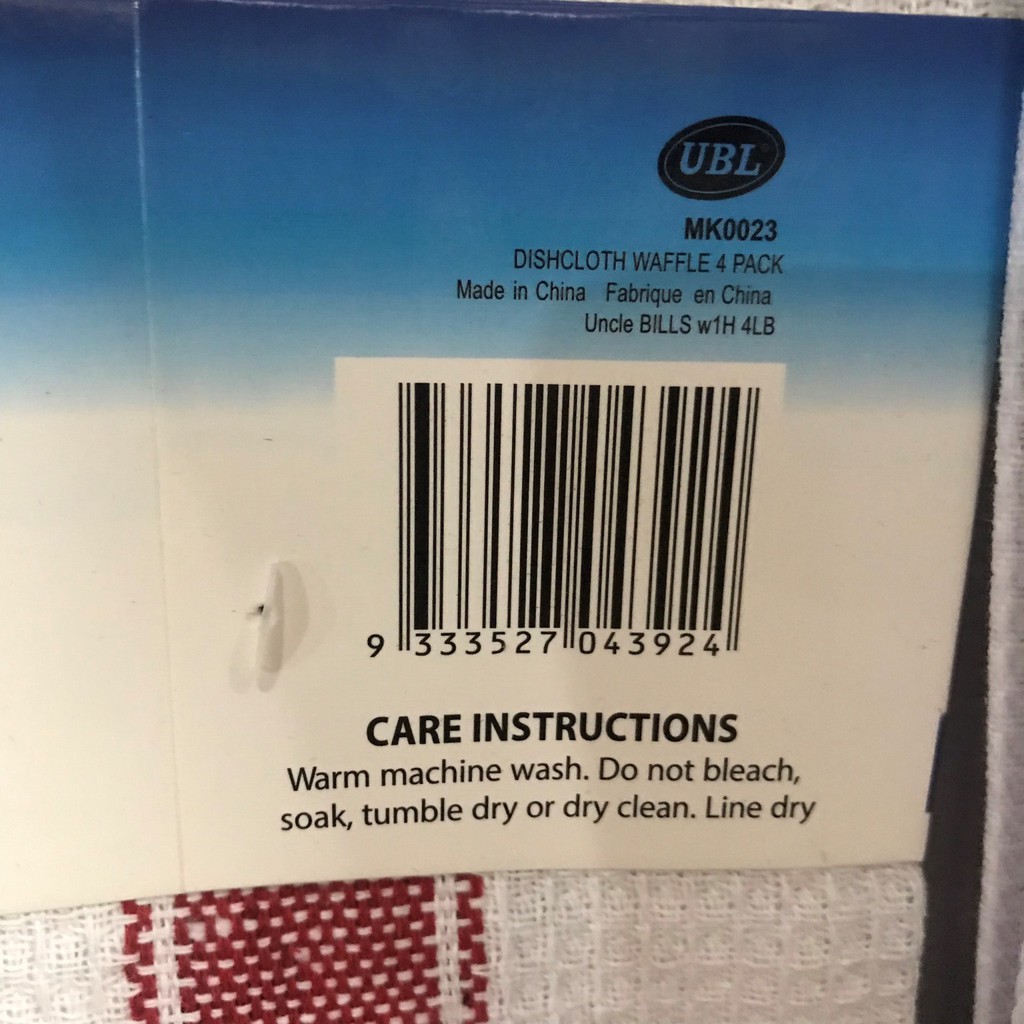 UBL
MK0023
DISHCLOTH WAFFLE 4 PACK
Made in China Fabrique en China
Uncle BILLS w1H 4LB
9 333527 043924
CARE INSTRUCTIONS
Warm machine wash. Do not bleach,
soak, tumble dry or dry clean. Line dry